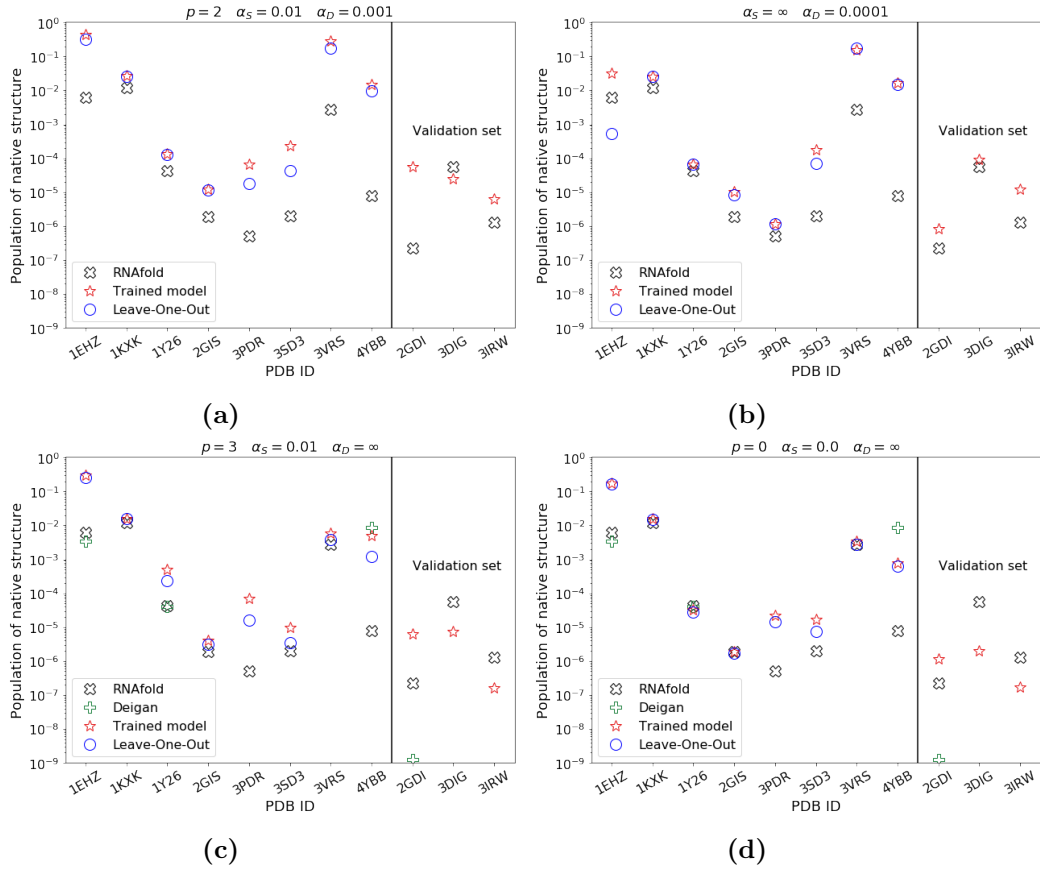 p = 2 α_S = 0.01 α_D = 0.001
Population of native structure
10^0
10^-1
10^-2
10^-3
10^-4
10^-5
10^-6
10^-7
10^-8
10^-9
Validation set
RNAfold
Trained model
Leave-One-Out
1EHZ 1KXK 1Y26 2GIS 3PDR 3SD3 3VRS 4YBB 2GDI 3DIG 3IRW
PDB ID
(a)
α_S = ∞ α_D = 0.0001
Population of native structure
10^0
10^-1
10^-2
10^-3
10^-4
10^-5
10^-6
10^-7
10^-8
10^-9
Validation set
RNAfold
Trained model
Leave-One-Out
1EHZ 1KXK 1Y26 2GIS 3PDR 3SD3 3VRS 4YBB 2GDI 3DIG 3IRW
PDB ID
(b)
p = 3 α_S = 0.01 α_D = ∞
Population of native structure
10^0
10^-1
10^-2
10^-3
10^-4
10^-5
10^-6
10^-7
10^-8
10^-9
Validation set
RNAfold
Deigan
Trained model
Leave-One-Out
1EHZ 1KXK 1Y26 2GIS 3PDR 3SD3 3VRS 4YBB 2GDI 3DIG 3IRW
PDB ID
(c)
p = 0 α_S = 0.0 α_D = ∞
Population of native structure
10^0
10^-1
10^-2
10^-3
10^-4
10^-5
10^-6
10^-7
10^-8
10^-9
Validation set
RNAfold
Deigan
Trained model
Leave-One-Out
1EHZ 1KXK 1Y26 2GIS 3PDR 3SD3 3VRS 4YBB 2GDI 3DIG 3IRW
PDB ID
(d)